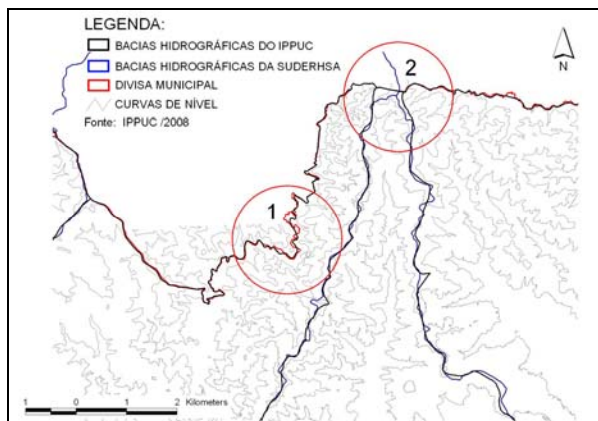 LEGENDA:
BACIAS HIDROGRÁFICAS DO IPPUC
BACIAS HIDROGRÁFICAS DA SUDERHSA
DIVISA MUNICIPAL
CURVAS DE NÍVEL
Fonte: IPPUC /2008
2
N
1
1 0 1 2 Kilometers